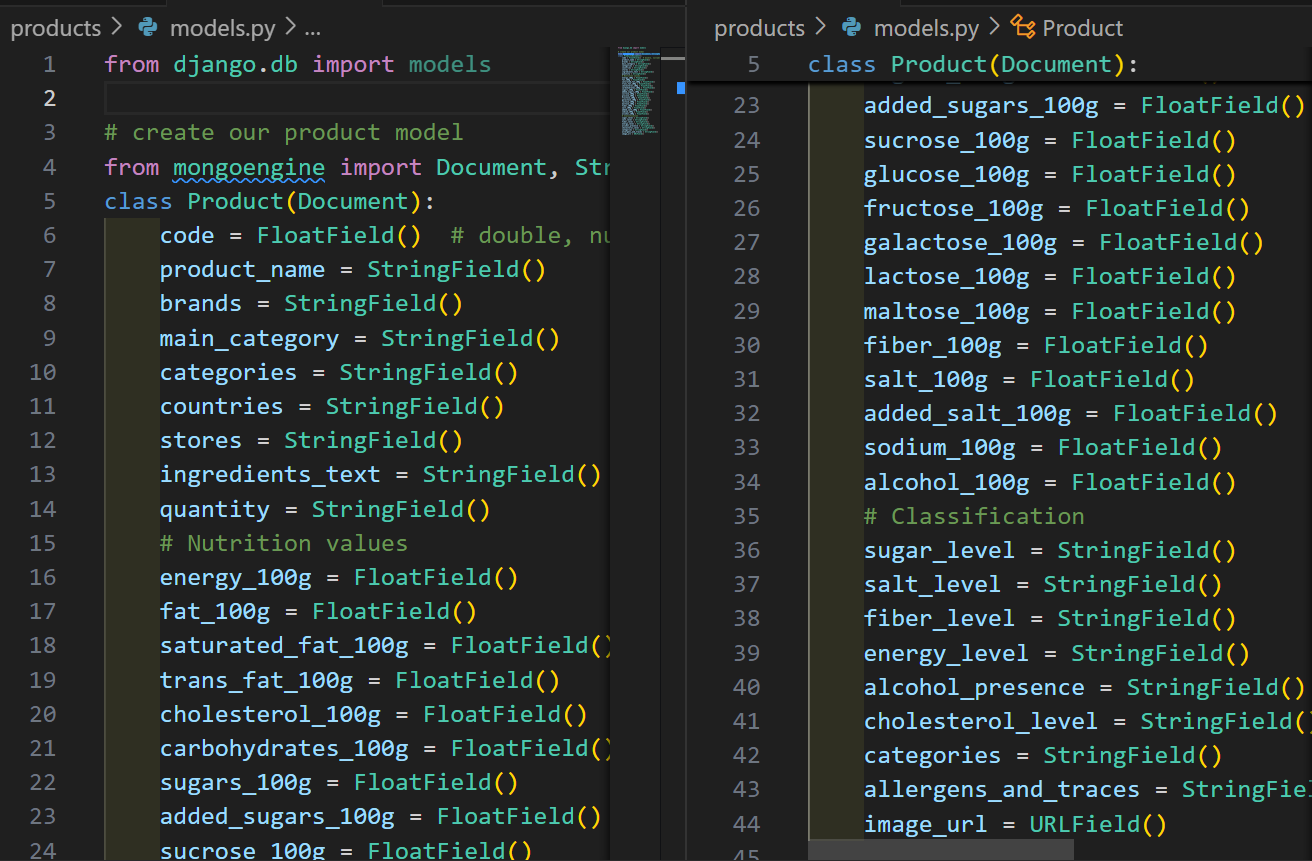 products > models.py > ...
1 from django.db import models
2
3 # create our product model
4 from mongoengine import Document, Str
5 class Product(Document):
6 code = FloatField() # double, nu
7 product_name = StringField()
8 brands = StringField()
9 main_category = StringField()
10 categories = StringField()
11 countries = StringField()
12 stores = StringField()
13 ingredients_text = StringField()
14 quantity = StringField()
15 # Nutrition values
16 energy_100g = FloatField()
17 fat_100g = FloatField()
18 saturated_fat_100g = FloatField()
19 trans_fat_100g = FloatField()
20 cholesterol_100g = FloatField()
21 carbohydrates_100g = FloatField()
22 sugars_100g = FloatField()
23 added_sugars_100g = FloatField()
24 sucrose_100g = FloatField()
products > models.py > Product
5 class Product(Document):
23 added_sugars_100g = FloatField()
24 sucrose_100g = FloatField()
25 glucose_100g = FloatField()
26 fructose_100g = FloatField()
27 galactose_100g = FloatField()
28 lactose_100g = FloatField()
29 maltose_100g = FloatField()
30 fiber_100g = FloatField()
31 salt_100g = FloatField()
32 added_salt_100g = FloatField()
33 sodium_100g = FloatField()
34 alcohol_100g = FloatField()
35 # Classification
36 sugar_level = StringField()
37 salt_level = StringField()
38 fiber_level = StringField()
39 energy_level = StringField()
40 alcohol_presence = StringField()
41 cholesterol_level = StringField()
42 categories = StringField()
43 allergens_and_traces = StringFiel
44 image_url = URLField()
45